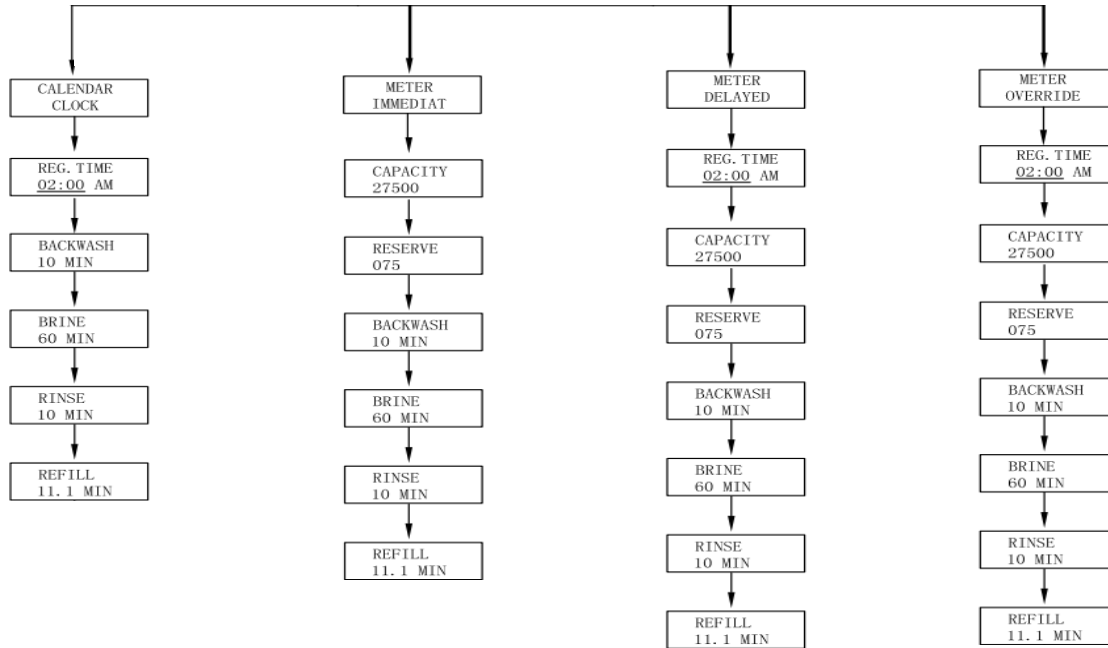 CALENDAR
CLOCK
REG. TIME
02:00 AM
BACKWASH
10 MIN
BRINE
60 MIN
RINSE
10 MIN
REFILL
11.1 MIN
METER
IMMEDIAT
CAPACITY
27500
RESERVE
075
BACKWASH
10 MIN
BRINE
60 MIN
RINSE
10 MIN
REFILL
11.1 MIN
METER
DELAYED
REG. TIME
02:00 AM
CAPACITY
27500
RESERVE
075
BACKWASH
10 MIN
BRINE
60 MIN
RINSE
10 MIN
REFILL
11.1 MIN
METER
OVERRIDE
REG. TIME
02:00 AM
CAPACITY
27500
RESERVE
075
BACKWASH
10 MIN
BRINE
60 MIN
RINSE
10 MIN
REFILL
11.1 MIN